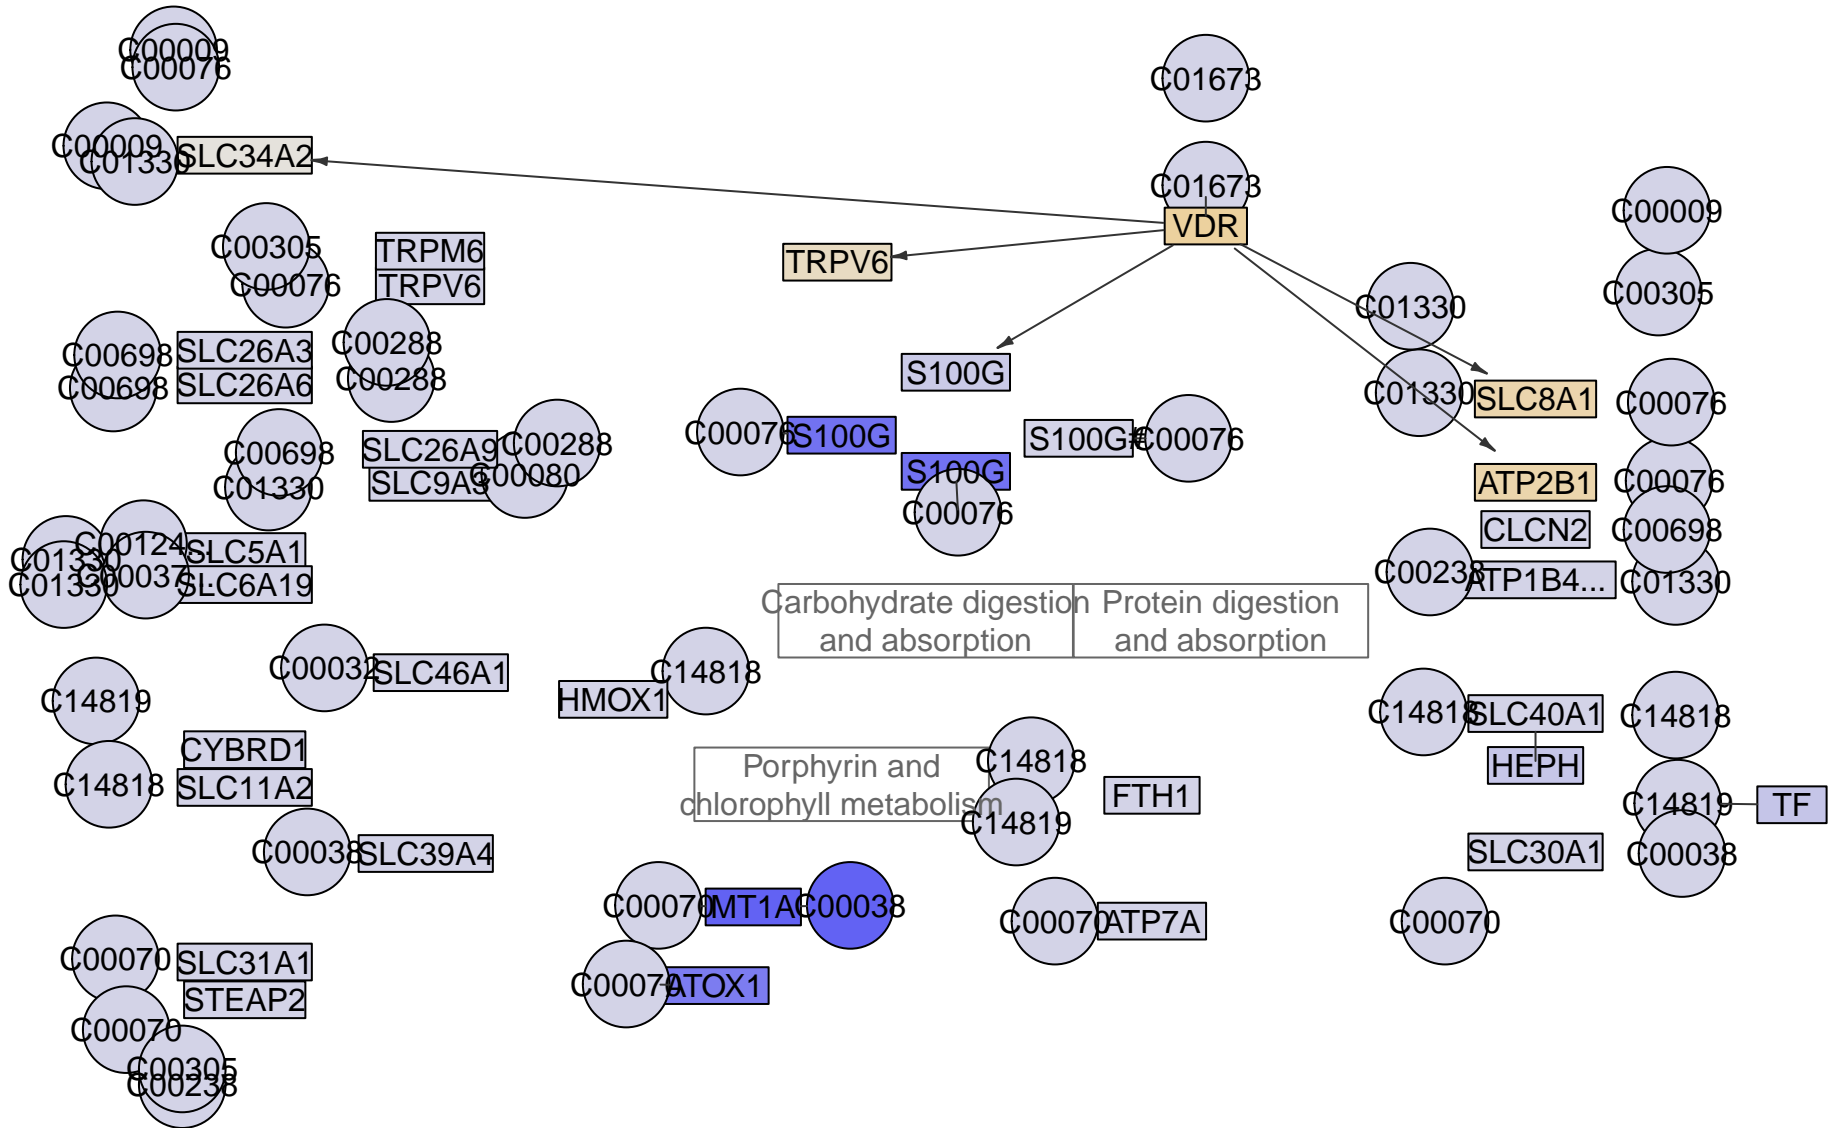 C00009
C00076
C01673
C00009
C01330
SLC34A2
C01673
VDR
C00009
C00305
C00076
TRPM6
TRPV6
TRPV6
C01330
C00305
C00698
C00698
SLC26A3
SLC26A6
C00288
C00288
S100G
C01330
SLC8A1
C00076
C00698
C01330
SLC26A9
SLC9A3
C00288
C00080
C00076
S100G
S100G
C00076
S100G#
C00076
ATP2B1
C00076
CLCN2
C00698
C01330
C01330
C00124...
C00037...
SLC5A1
SLC6A19
C00238
ATP1B4...
C01330
Carbohydrate digestion
and absorption
Protein digestion
and absorption
C00032
SLC46A1
HMOX1
C14818
C14819
C14818
CYBRD1
SLC11A2
C14818
SLC40A1
HEPH
C14818
Porphyrin and
chlorophyll metabolism
C14818
C14819
FTH1
C14819
TF
C00038
SLC39A4
SLC30A1
C00038
C00070
MT1A
C00038
C00070
ATP7A
C00070
C00070
SLC31A1
STEAP2
C00070
ATOX1
C00070
C00305
C00238